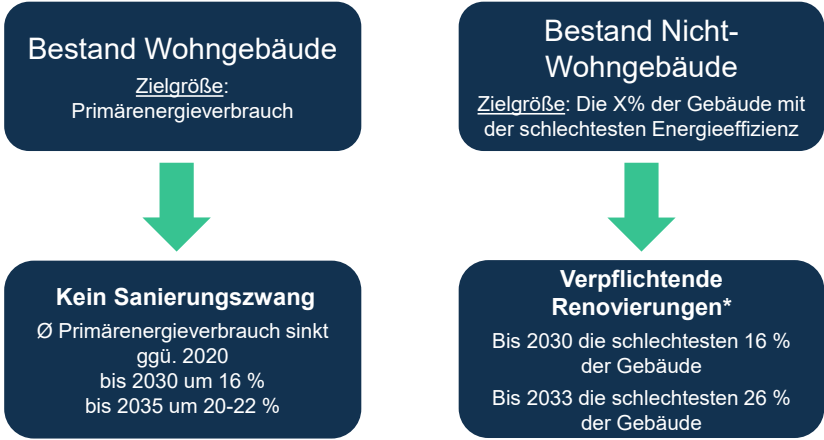 Bestand Wohngebäude
Zielgröße:
Primärenergieverbrauch
Bestand Nicht-
Wohngebäude
Zielgröße: Die X% der Gebäude mit
der schlechtesten Energieeffizienz
Kein Sanierungszwang
Ø Primärenergieverbrauch sinkt
ggü. 2020
bis 2030 um 16 %
bis 2035 um 20-22 %
Verpflichtende
Renovierungen*
Bis 2030 die schlechtesten 16 %
der Gebäude
Bis 2033 die schlechtesten 26 %
der Gebäude